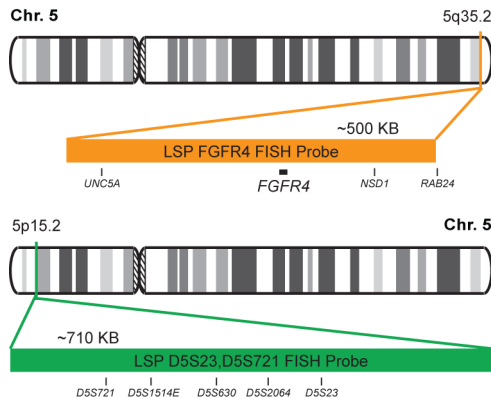 Chr. 5
5q35.2
~500 KB
LSP FGFR4 FISH Probe
UNC5A
FGFR4
NSD1
RAB24
5p15.2
Chr. 5
~710 KB
LSP D5S23,D5S721 FISH Probe
D5S721
D5S1514E
D5S630
D5S2064
D5S23